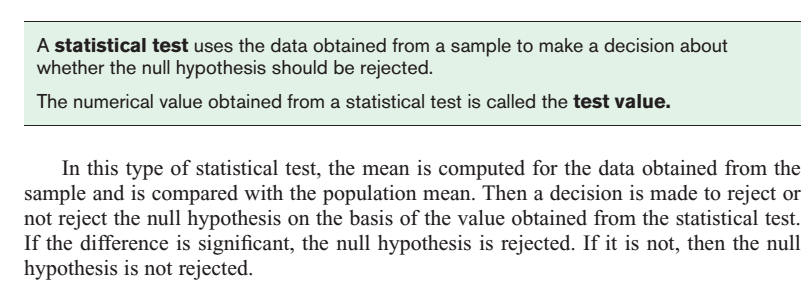 A statistical test uses the data obtained from a sample to make a decision about
whether the null hypothesis should be rejected.
The numerical value obtained from a statistical test is called the test value.
In this type of statistical test, the mean is computed for the data obtained from the
sample and is compared with the population mean. Then a decision is made to reject or
not reject the null hypothesis on the basis of the value obtained from the statistical test.
If the difference is significant, the null hypothesis is rejected. If it is not, then the null
hypothesis is not rejected.